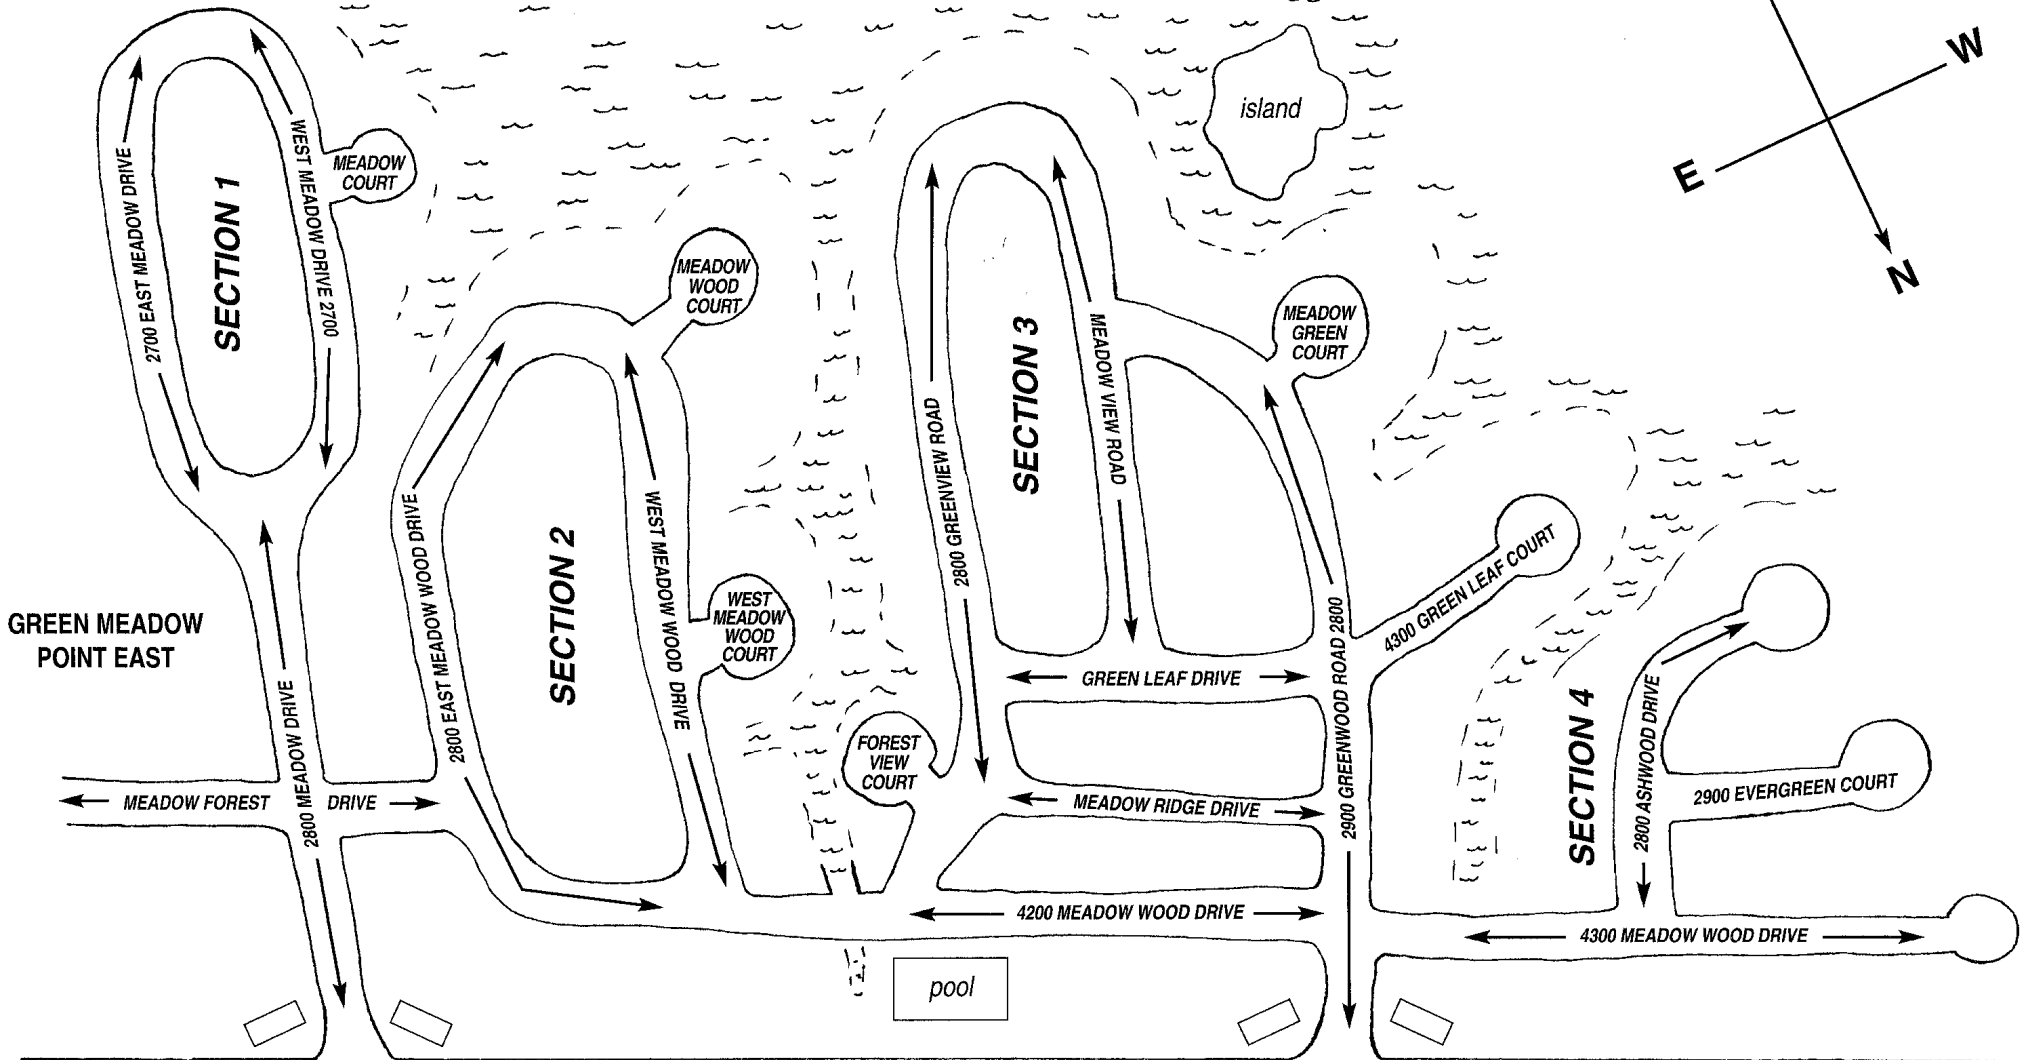 WEST MEADOW DRIVE 2700
MEADOW
COURT
2700 EAST MEADOW DRIVE
SECTION 1
GREEN MEADOW
POINT EAST
2800 MEADOW DRIVE
MEADOW FOREST DRIVE
2800 MEADOW DRIVE
MEADOW
WOOD
COURT
2800 EAST MEADOW WOOD DRIVE
SECTION 2
WEST MEADOW WOOD DRIVE
WEST
MEADOW
WOOD
COURT
island
2800 GREENVIEW ROAD
SECTION 3
MEADOW VIEW ROAD
MEADOW
GREEN
COURT
GREEN LEAF DRIVE
4300 GREEN LEAF COURT
FOREST
VIEW
COURT
MEADOW RIDGE DRIVE
2900 GREENWOOD ROAD 2800
4200 MEADOW WOOD DRIVE
SECTION 4
2800 ASHWOOD DRIVE
2900 EVERGREEN COURT
4300 MEADOW WOOD DRIVE
pool
W
E
N